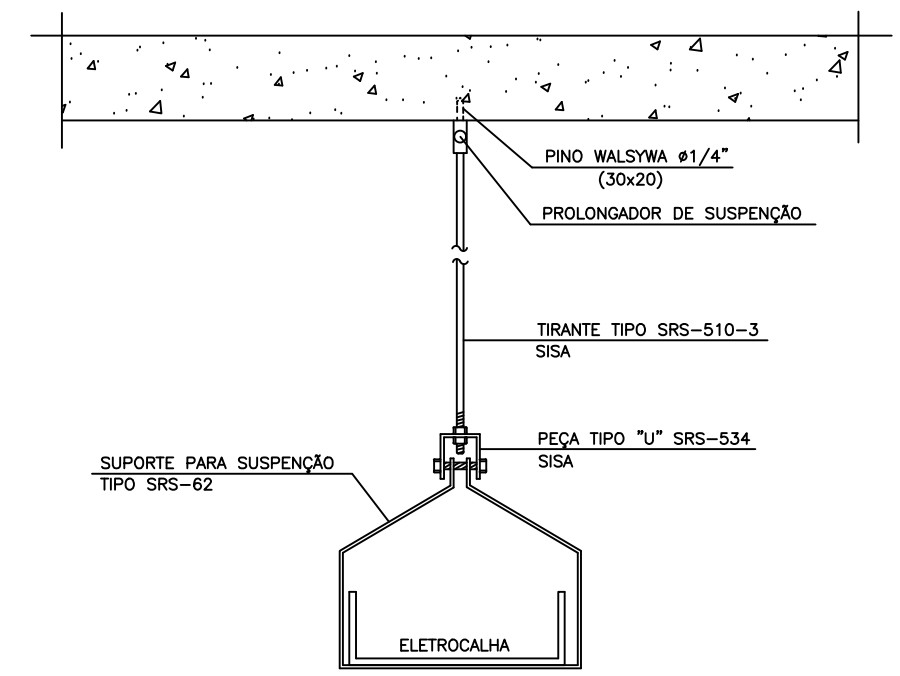 PINO WALSYWA ø1/4"
(30x20)
PROLONGADOR DE SUSPENÇÃO
TIRANTE TIPO SRS-510-3
SISA
PEÇA TIPO "U" SRS-534
SISA
SUPORTE PARA SUSPENÇÃO
TIPO SRS-62
ELETROCALHA